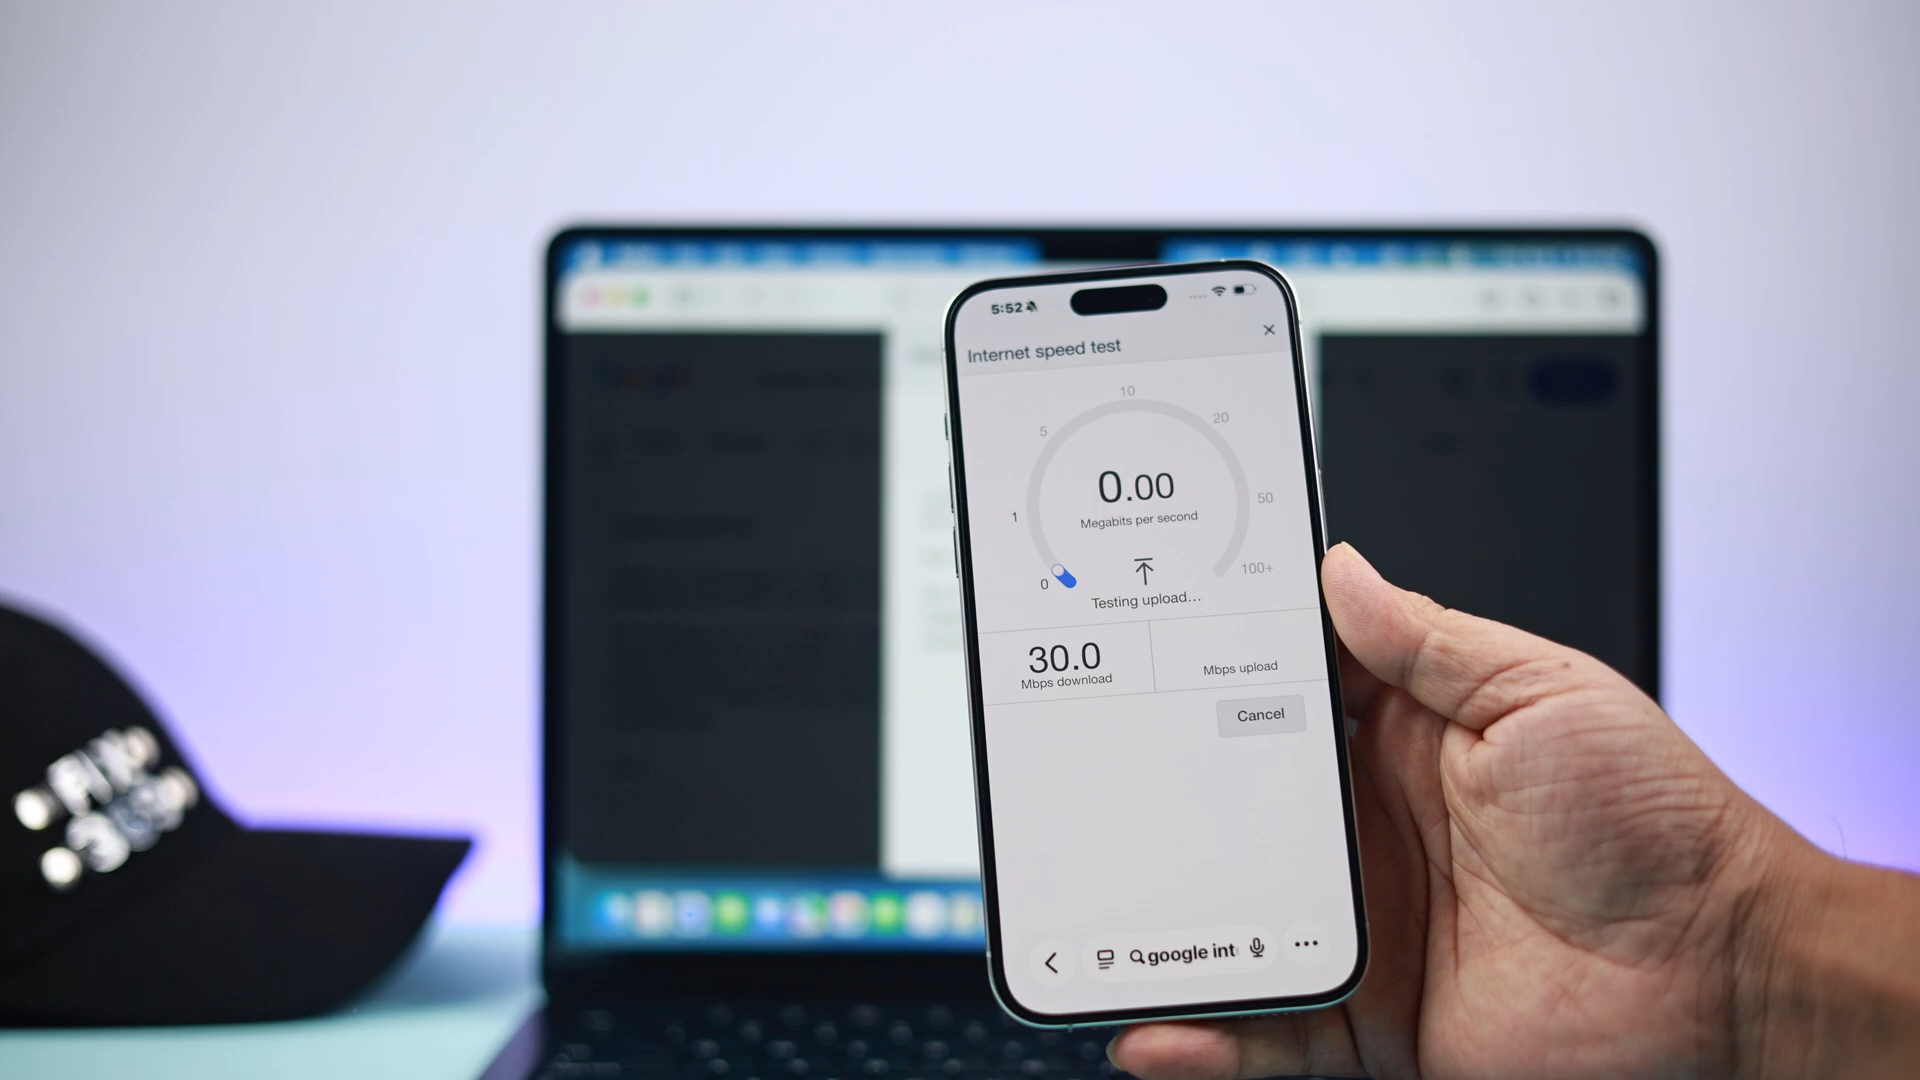 5:52
Internet speed test
10
5
20
0.00
Megabits per second
1
50
0
100+
Testing upload...
30.0
Mbps download
Mbps upload
Cancel
google int